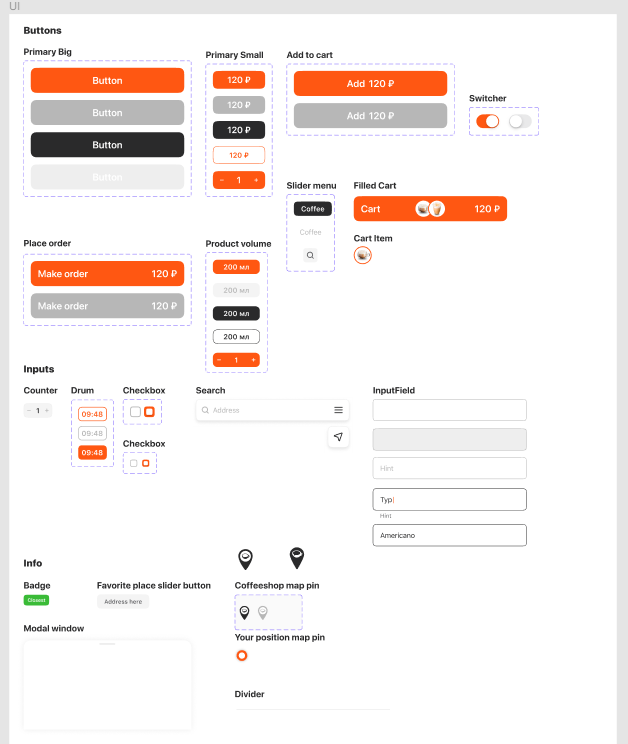 UI
Buttons
Primary Big
Button
Button
Button
Button
Primary Small
120 ₽
120 ₽
120 ₽
120 ₽
− 1 +
Add to cart
Add 120 ₽
Add 120 ₽
Switcher
Slider menu
Coffee
Coffee
Filled Cart
Cart 120 ₽
Cart Item
Place order
Make order 120 ₽
Make order 120 ₽
Product volume
200 мл
200 мл
200 мл
200 мл
− 1 +
Inputs
Counter
− 1 +
Drum
09:48
09:48
09:48
Checkbox
Checkbox
Search
Address
InputField
Hint
Typ|
Hint
Americano
Info
Badge
Closest
Favorite place slider button
Address here
Coffeeshop map pin
Your position map pin
Modal window
Divider